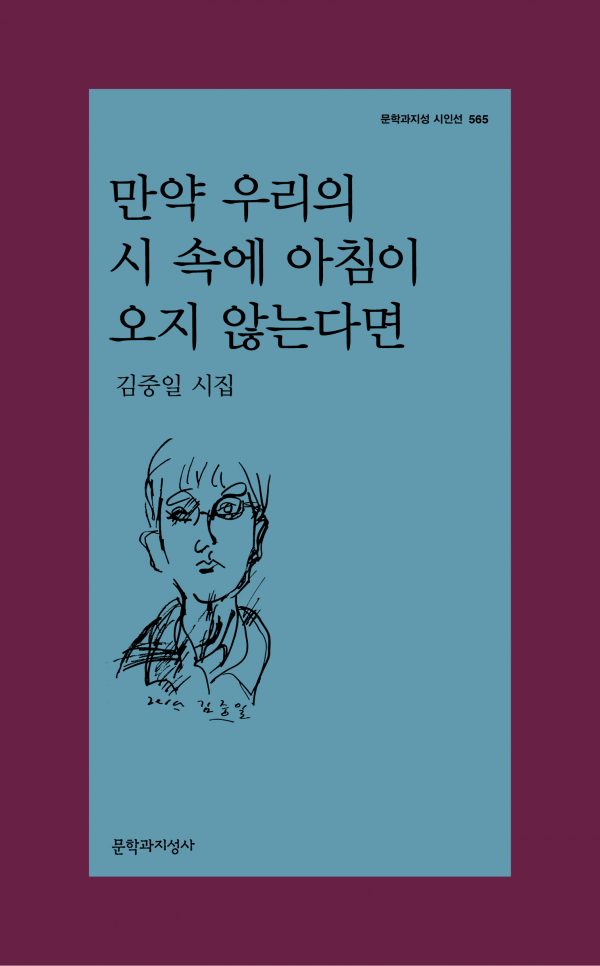 문학과지성 시인선 565
만약 우리의
시 속에 아침이
오지 않는다면
김중일 시집
김중일
문학과지성사